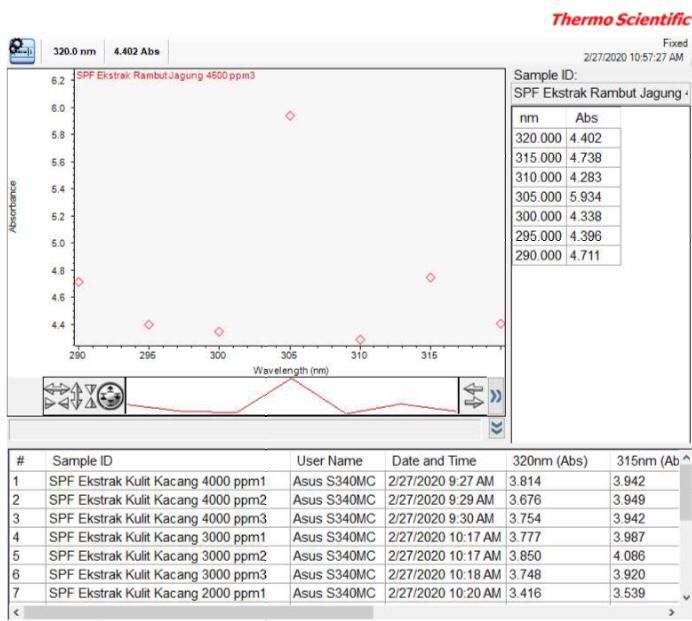 Thermo Scientific
320.0 nm 4.402 Abs
Fixed
2/27/2020 10:57:27 AM
SPF Ekstrak Rambut Jagung 4500 ppm3
6.2
6.0
5.8
5.6
5.4
5.2
5.0
4.8
4.6
4.4
Absorbance
290 295 300 305 310 315
Wavelength (nm)
Sample ID:
SPF Ekstrak Rambut Jagung
nm Abs
320.000 4.402
315.000 4.738
310.000 4.283
305.000 5.934
300.000 4.338
295.000 4.396
290.000 4.711
# Sample ID User Name Date and Time 320nm (Abs) 315nm (Ab
1 SPF Ekstrak Kulit Kacang 4000 ppm1 Asus S340MC 2/27/2020 9:27 AM 3.814 3.942
2 SPF Ekstrak Kulit Kacang 4000 ppm2 Asus S340MC 2/27/2020 9:29 AM 3.676 3.949
3 SPF Ekstrak Kulit Kacang 4000 ppm3 Asus S340MC 2/27/2020 9:30 AM 3.754 3.942
4 SPF Ekstrak Kulit Kacang 3000 ppm1 Asus S340MC 2/27/2020 10:17 AM 3.777 3.987
5 SPF Ekstrak Kulit Kacang 3000 ppm2 Asus S340MC 2/27/2020 10:17 AM 3.850 4.086
6 SPF Ekstrak Kulit Kacang 3000 ppm3 Asus S340MC 2/27/2020 10:18 AM 3.748 3.920
7 SPF Ekstrak Kulit Kacang 2000 ppm1 Asus S340MC 2/27/2020 10:20 AM 3.416 3.539